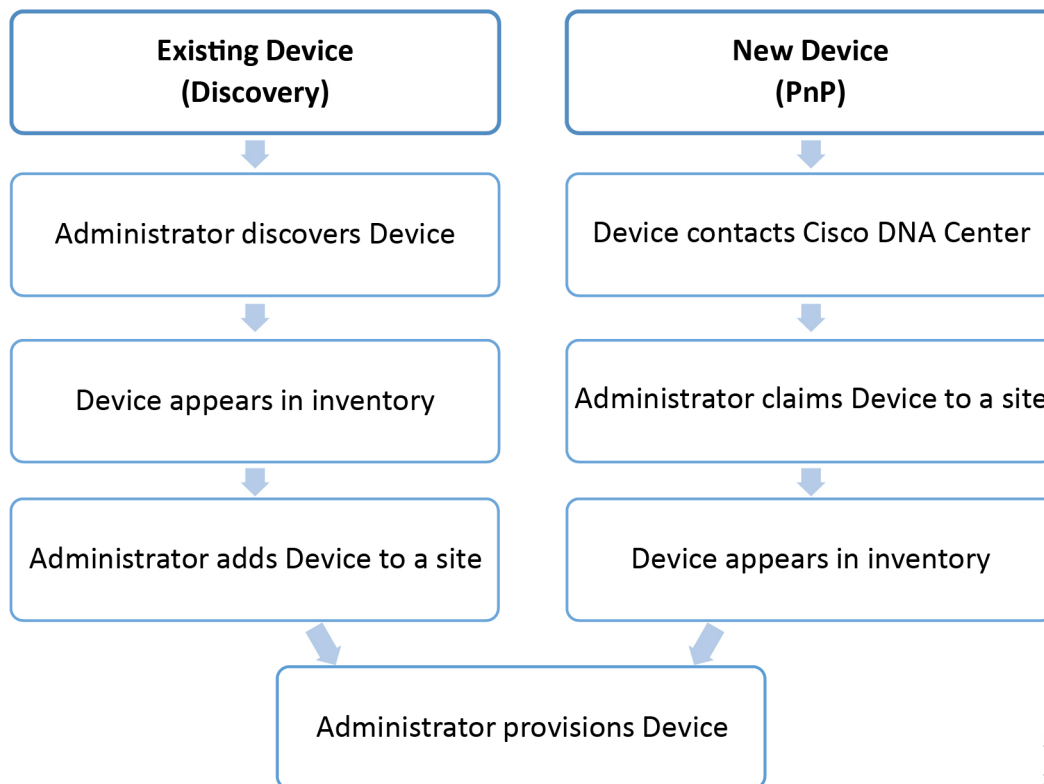 Existing Device
(Discovery)
Administrator discovers Device
Device appears in inventory
Administrator adds Device to a site
New Device
(PnP)
Device contacts Cisco DNA Center
Administrator claims Device to a site
Device appears in inventory
Administrator provisions Device